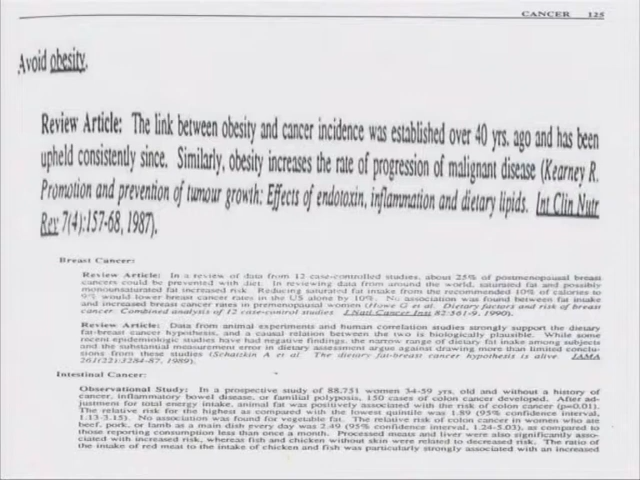 CANCER 125
Avoid obesity.
Review Article: The link between obesity and cancer incidence was established over 40 yrs. ago and has been
upheld consistently since. Similarly, obesity increases the rate of progression of malignant disease (Kearney R.
Promotion and prevention of tumour growth: Effects of endotoxin, inflammation and dietary lipids. Int Clin Nutr
Rev 7(4):157-68, 1987).
Breast Cancer:
Review Article: In a review of data from 12 case-controlled studies, about 25% of postmenopausal breast
cancers could be prevented with diet. In reviewing data from around the world, saturated fat and possibly
monounsaturated fat increased risk. Reducing saturated fat intake from the recommended 10% of calories to
9% would lower breast cancer rates in the US alone by 10%. No association was found between fat intake
and increased breast cancer rates in premenopausal women (Howe G et al. Dietary factors and risk of breast
cancer. Combined analysis of 12 case-control studies. J Natl Cancer Inst 82:561-9, 1990).
Review Article: Data from animal experiments and human correlation studies strongly support the dietary
fat-breast cancer hypothesis, and a causal relation between the two is biologically plausible. While some
recent epidemiologic studies have had negative findings, the narrow range of dietary fat inake among subjects
and the substantial measurement error in dietary assessment argue against drawing more than limited conclu-
sions from these studies (Schatzkin A et al. The dietary fat-breast cancer hypothesis is alive. JAMA
261(22):3284-87, 1989).
Intestinal Cancer:
Observational Study: In a prospective study of 88,751 women 34-59 yrs. old and without a history of
cancer, inflammatory bowel disease, or familial polyposis, 150 cases of colon cancer developed. After ad-
justment for total energy intake, animal fat was positively associated with the risk of colon cancer (p=0.01).
The relative risk for the highest as compared with the lowest quintile was 1.89 (95% confidence interval,
1.13-3.15). No association was found for vegetable fat. The relative risk of colon cancer in women who ate
beef, pork, or lamb as a main dish every day was 2.49 (95% confidence interval, 1.24-5.03), as compared to
those reporting consumption less than once a month. Processed meats and liver were also significantly asso-
ciated with increased risk, whereas fish and chicken without skin were related to decreased risk. The ratio of
the intake of red meat to the intake of chicken and fish was particularly strongly associated with an increased